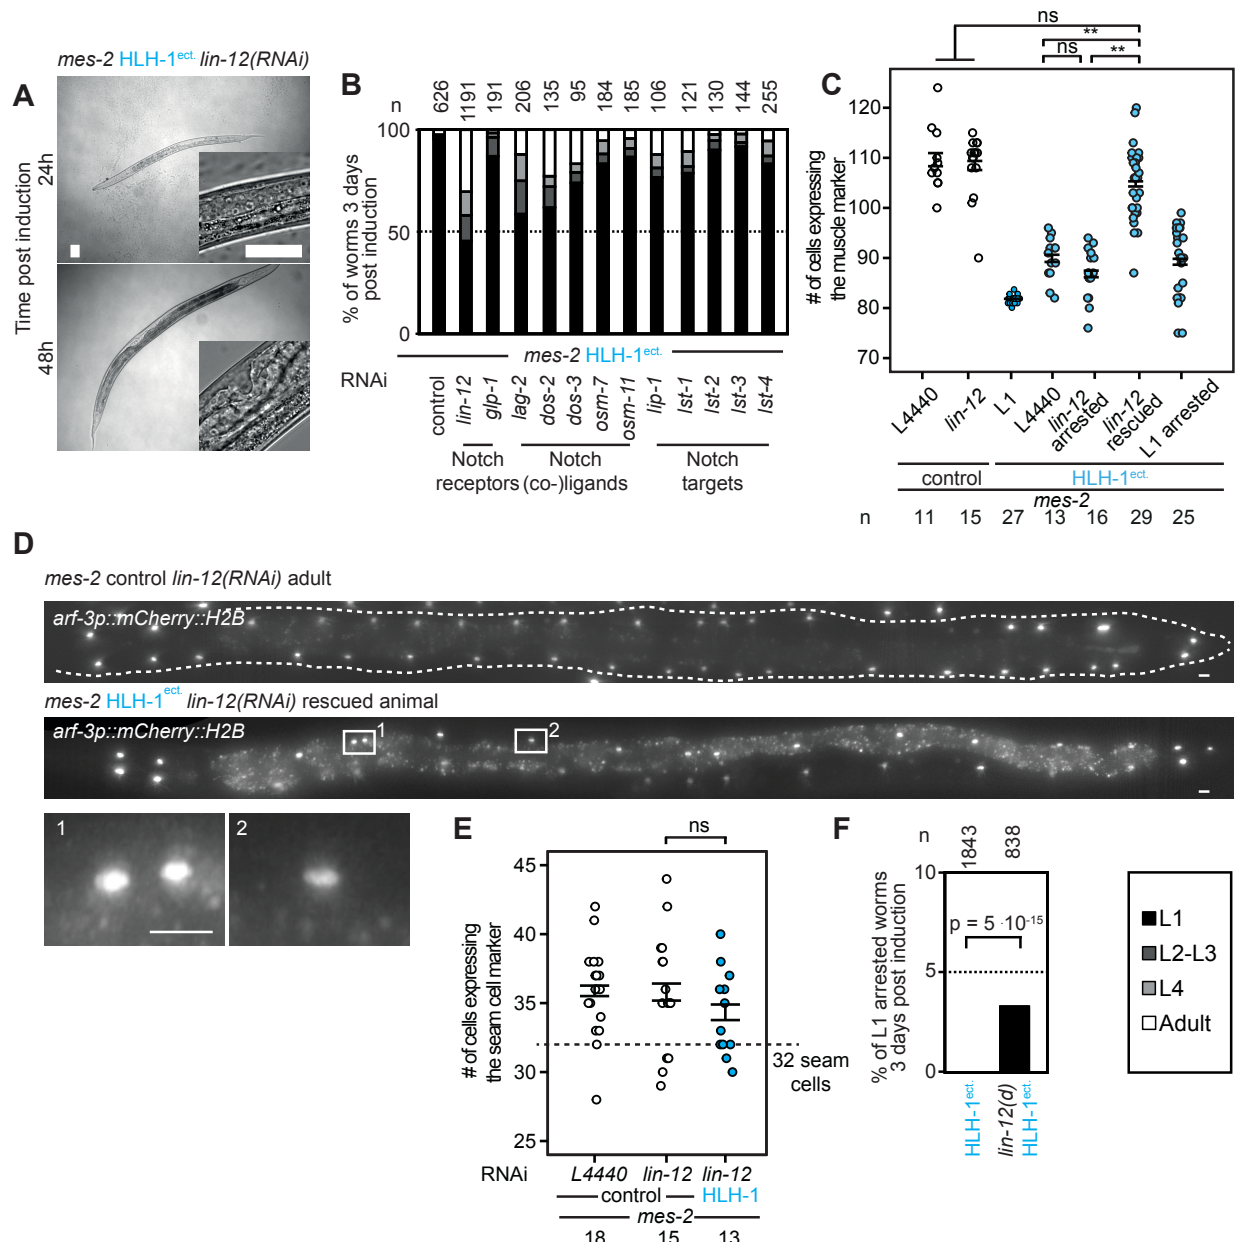 mes-2 HLH-1ect. lin-12(RNAi)
A
Time post induction
24h
48h
B
n
626 1191 191 206 135 95 184 185 106 121 130 144 255
% of worms 3 days
post induction
100
50
0
mes-2 HLH-1ect.
RNAi
control lin-12 glp-1 lag-2 dos-2 dos-3 osm-7 osm-11 lip-1 lst-1 lst-2 lst-3 lst-4
Notch Notch Notch
receptors (co-)ligands targets
C
ns
**
ns **
# of cells expressing
the muscle marker
120
110
100
90
80
70
L4440 lin-12 L1 L4440 lin-12 arrested lin-12 rescued L1 arrested
control HLH-1ect.
mes-2
n 11 15 27 13 16 29 25
D
mes-2 control lin-12(RNAi) adult
arf-3p::mCherry::H2B
mes-2 HLH-1ect. lin-12(RNAi) rescued animal
arf-3p::mCherry::H2B
1 2
1 2
E
ns
# of cells expressing
the seam cell marker
45
40
35
30
25
32 seam
cells
RNAi L4440 lin-12 lin-12
control HLH-1
mes-2
18 15 13
F
n
1843 838
% of L1 arrested worms
3 days post induction
10
5
0
p = 5 ·10-15
HLH-1ect.
lin-12(d)
HLH-1ect.
L1
L2-L3
L4
Adult